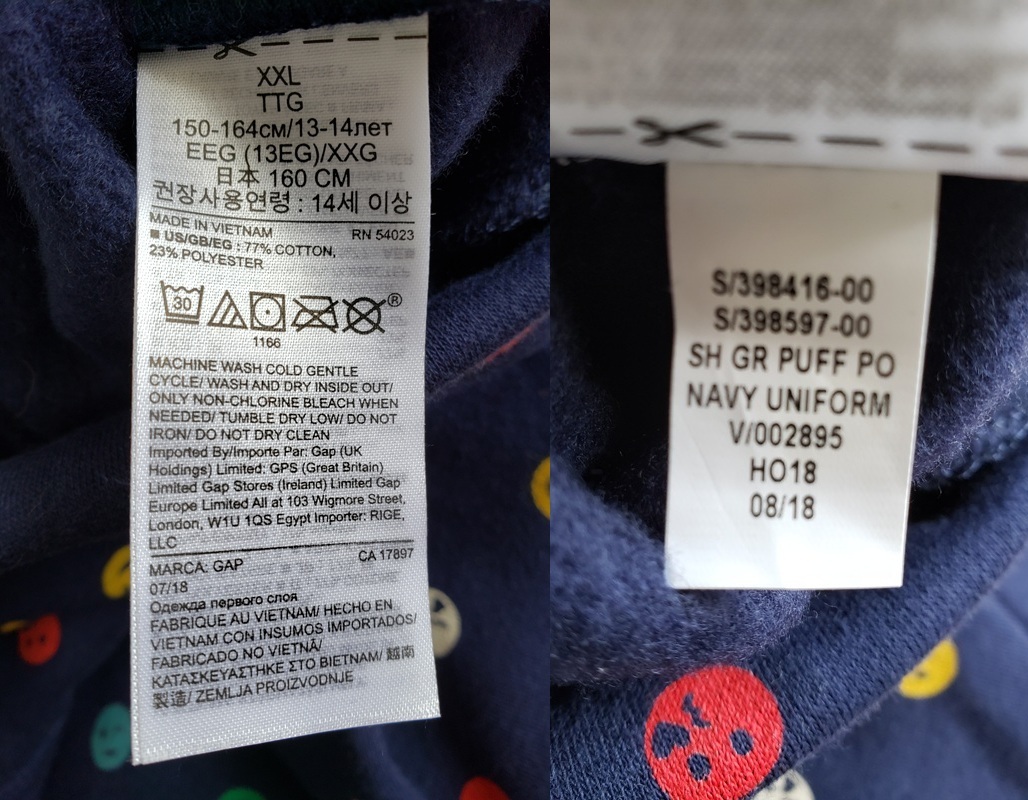 XXL
TTG
150-164см/13-14лет
EEG (13EG)/XXG
日本 160 CM
권장사용연령 : 14세 이상
MADE IN VIETNAM RN 54023
■ US/GB/EG : 77% COTTON,
23% POLYESTER
30
®
1166
MACHINE WASH COLD GENTLE
CYCLE/ WASH AND DRY INSIDE OUT/
ONLY NON-CHLORINE BLEACH WHEN
NEEDED/ TUMBLE DRY LOW/ DO NOT
IRON/ DO NOT DRY CLEAN
Imported By/Importe Par: Gap (UK
Holdings) Limited: GPS (Great Britain)
Limited Gap Stores (Ireland) Limited Gap
Europe Limited All at 103 Wigmore Street,
London, W1U 1QS Egypt Importer: RIGE,
LLC
MARCA: GAP CA 17897
07/18
Одежда первого слоя
FABRIQUE AU VIETNAM/ HECHO EN
VIETNAM CON INSUMOS IMPORTADOS/
FABRICADO NO VIETNÃ/
ΚΑΤΑΣΚΕΥΑΣΤΗΚΕ ΣΤΟ ΒΙΕΤΝΑΜ/ 越南
製造/ ZEMLJA PROIZVODNJE
S/398416-00
S/398597-00
SH GR PUFF PO
NAVY UNIFORM
V/002895
HO18
08/18